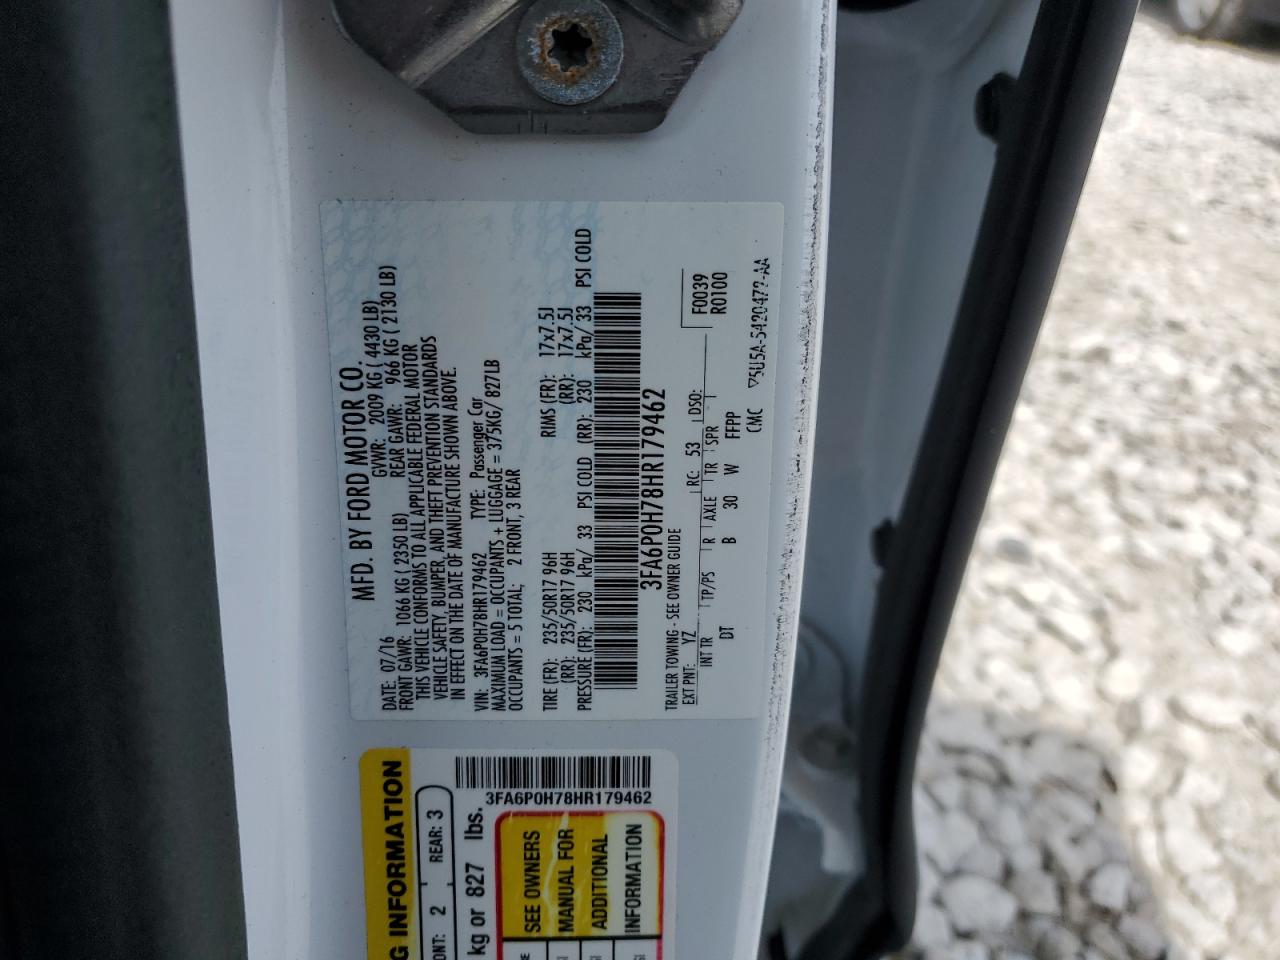 MFD. BY FORD MOTOR CO.
DATE: 07/16 GVWR: 2009 KG ( 4430 LB)
FRONT GAWR: 1066 KG ( 2350 LB) REAR GAWR: 966 KG ( 2130 LB)
THIS VEHICLE CONFORMS TO ALL APPLICABLE FEDERAL MOTOR
VEHICLE SAFETY, BUMPER, AND THEFT PREVENTION STANDARDS
IN EFFECT ON THE DATE OF MANUFACTURE SHOWN ABOVE.
VIN: 3FA6P0H78HR179462 TYPE: Passenger Car
MAXIMUM LOAD = OCCUPANTS + LUGGAGE = 375KG/ 827LB
OCCUPANTS = 5 TOTAL: 2 FRONT, 3 REAR
TIRE (FR): 235/50R17 96H RIMS (FR): 17x7.5J
(RR): 235/50R17 96H (RR): 17x7.5J
PRESSURE (FR): 230 kPa/ 33 PSI COLD (RR): 230 kPa/ 33 PSI COLD
3FA6P0H78HR179462
TRAILER TOWING - SEE OWNER GUIDE F0039
EXT PNT: YZ RC: 53 DSO: R0100
INT TR TP/PS R AXLE TR SPR
DT B 30 W FFPP
CMC 5U5A-5420472-AA
3FA6P0H78HR179462
INFORMATION
2 REAR: 3
kg or 827 lbs.
SEE OWNERS
MANUAL FOR
ADDITIONAL
INFORMATION